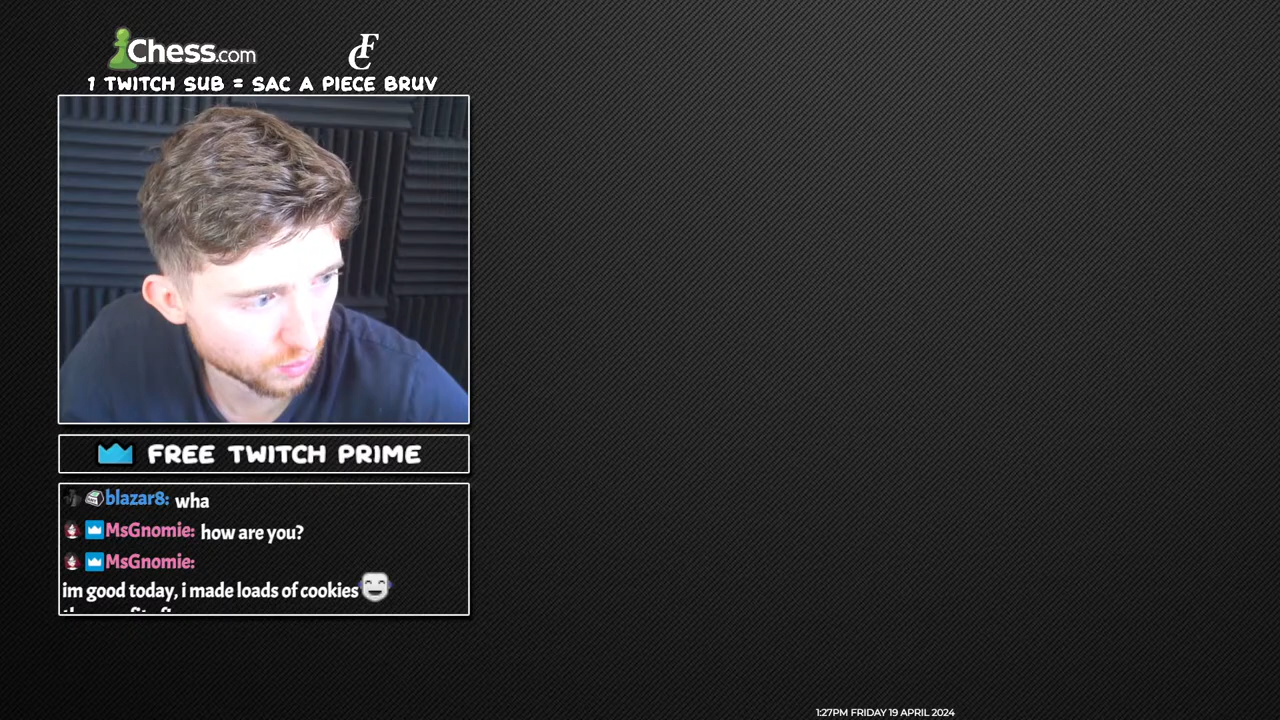 Chess.com
CF
1 TWITCH SUB = SAC A PIECE BRUV
FREE TWITCH PRIME
blazar8: wha
MsGnomie: how are you?
MsGnomie:
im good today, i made loads of cookies
1:27PM FRIDAY 19 APRIL 2024